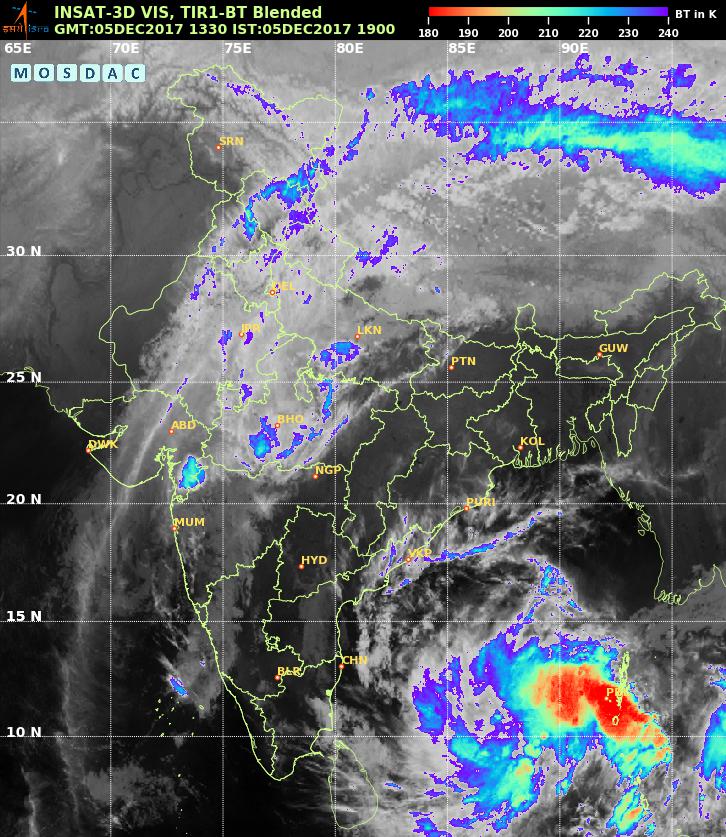 INSAT-3D VIS, TIR1-BT Blended
GMT:05DEC2017 1330 IST:05DEC2017 1900
BT in K
180 190 200 210 220 230 240
65E 70E 75E 80E 85E 90E
MOSDAC
SRN
30 N
DEL
JPR LKN
GUW
PTN
25 N
ABD BHO
DWK KOL
NGP
20 N
PURI
MUM
VKP
HYD
15 N
CHN
BLR
10 N